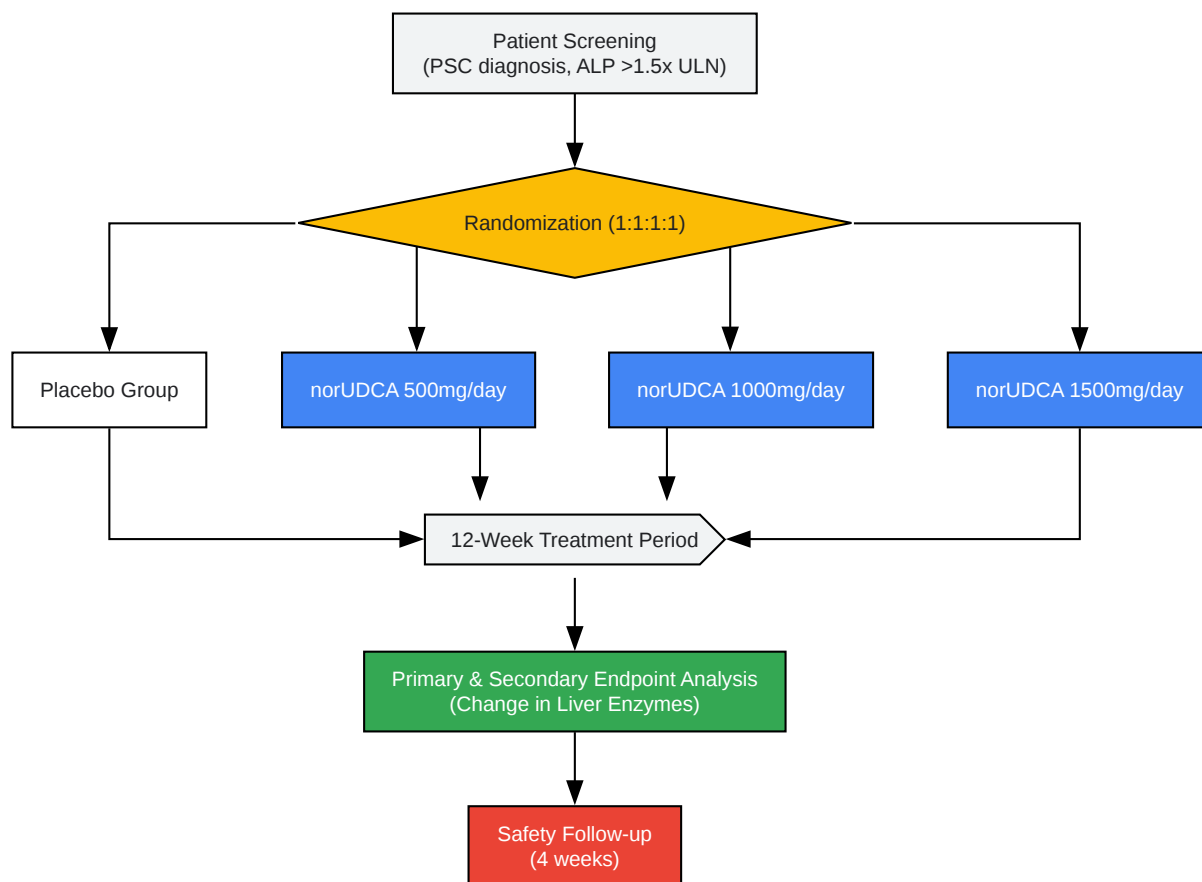 Patient Screening
(PSC diagnosis, ALP >1.5x ULN)
Randomization (1:1:1:1)
Placebo Group
norUDCA 500mg/day
norUDCA 1000mg/day
norUDCA 1500mg/day
12-Week Treatment Period
Primary & Secondary Endpoint Analysis
(Change in Liver Enzymes)
Safety Follow-up
(4 weeks)